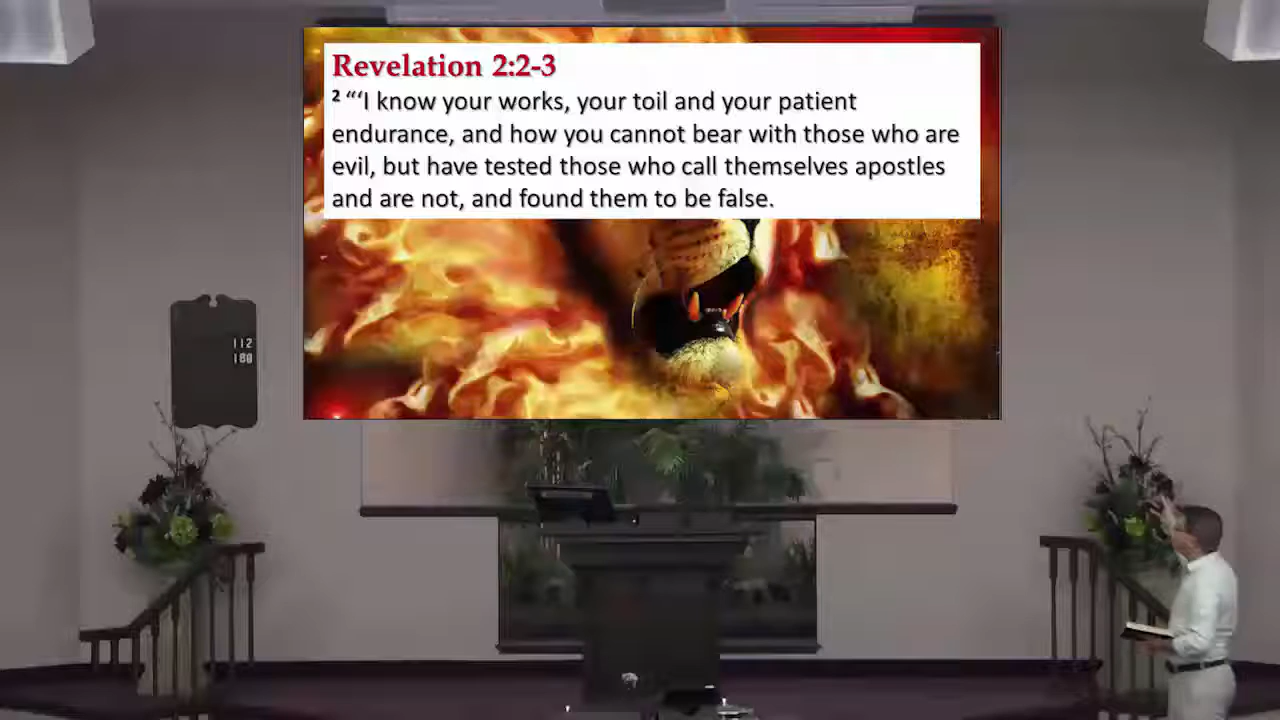 Revelation 2:2-3
2 “‘I know your works, your toil and your patient
endurance, and how you cannot bear with those who are
evil, but have tested those who call themselves apostles
and are not, and found them to be false.
112
180